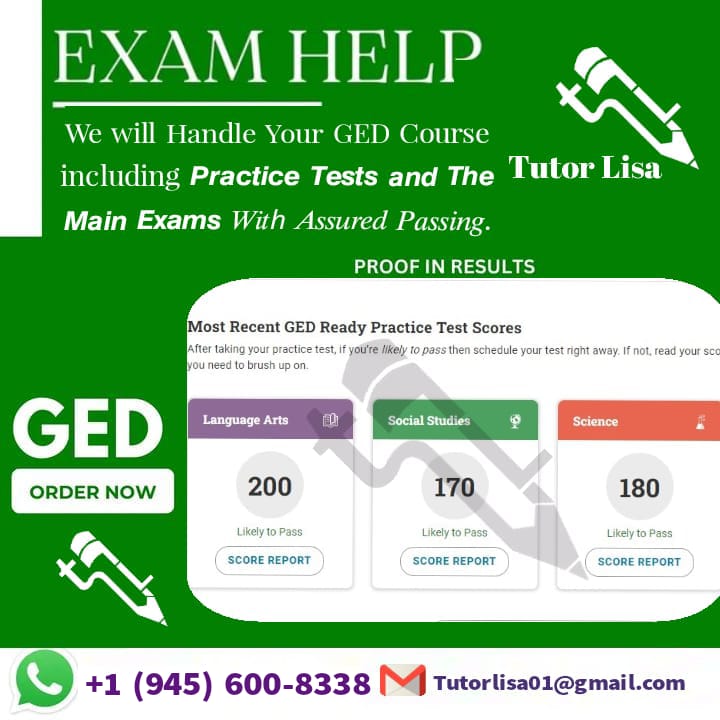 EXAM HELP
We will Handle Your GED Course
including Practice Tests and The
Main Exams With Assured Passing.
Tutor Lisa
PROOF IN RESULTS
Most Recent GED Ready Practice Test Scores
After taking your practice test, if you're likely to pass then schedule your test right away. If not, read your sco
you need to brush up on.
Language Arts
200
Likely to Pass
SCORE REPORT
Social Studies
170
Likely to Pass
SCORE REPORT
Science
180
Likely to Pass
SCORE REPORT
GED
ORDER NOW
+1 (945) 600-8338
Tutorlisa01@gmail.com